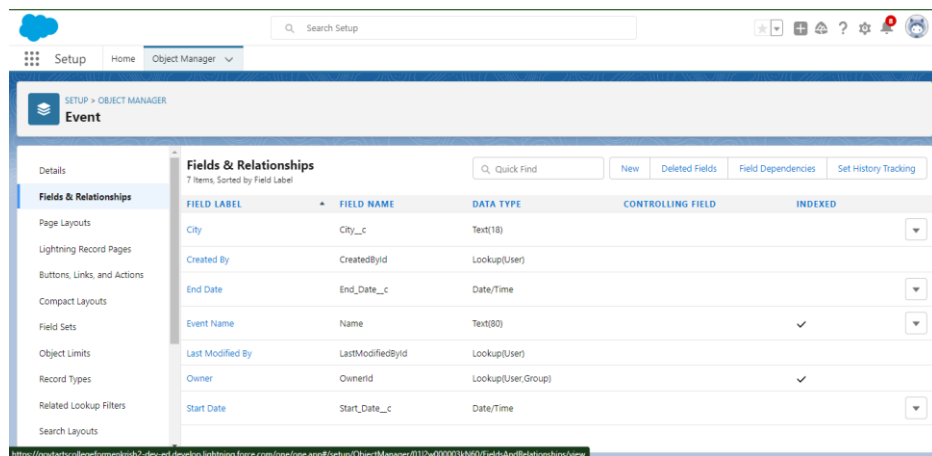 Search Setup
8
Setup Home Object Manager
SETUP > OBJECT MANAGER
Event
Details
Fields & Relationships
Page Layouts
Lightning Record Pages
Buttons, Links, and Actions
Compact Layouts
Field Sets
Object Limits
Record Types
Related Lookup Filters
Search Layouts
Fields & Relationships
7 Items, Sorted by Field Label
Quick Find New Deleted Fields Field Dependencies Set History Tracking
FIELD LABEL FIELD NAME DATA TYPE CONTROLLING FIELD INDEXED
City City__c Text(18)
Created By CreatedById Lookup(User)
End Date End_Date__c Date/Time
Event Name Name Text(80)
Last Modified By LastModifiedById Lookup(User)
Owner OwnerId Lookup(User,Group)
Start Date Start_Date__c Date/Time